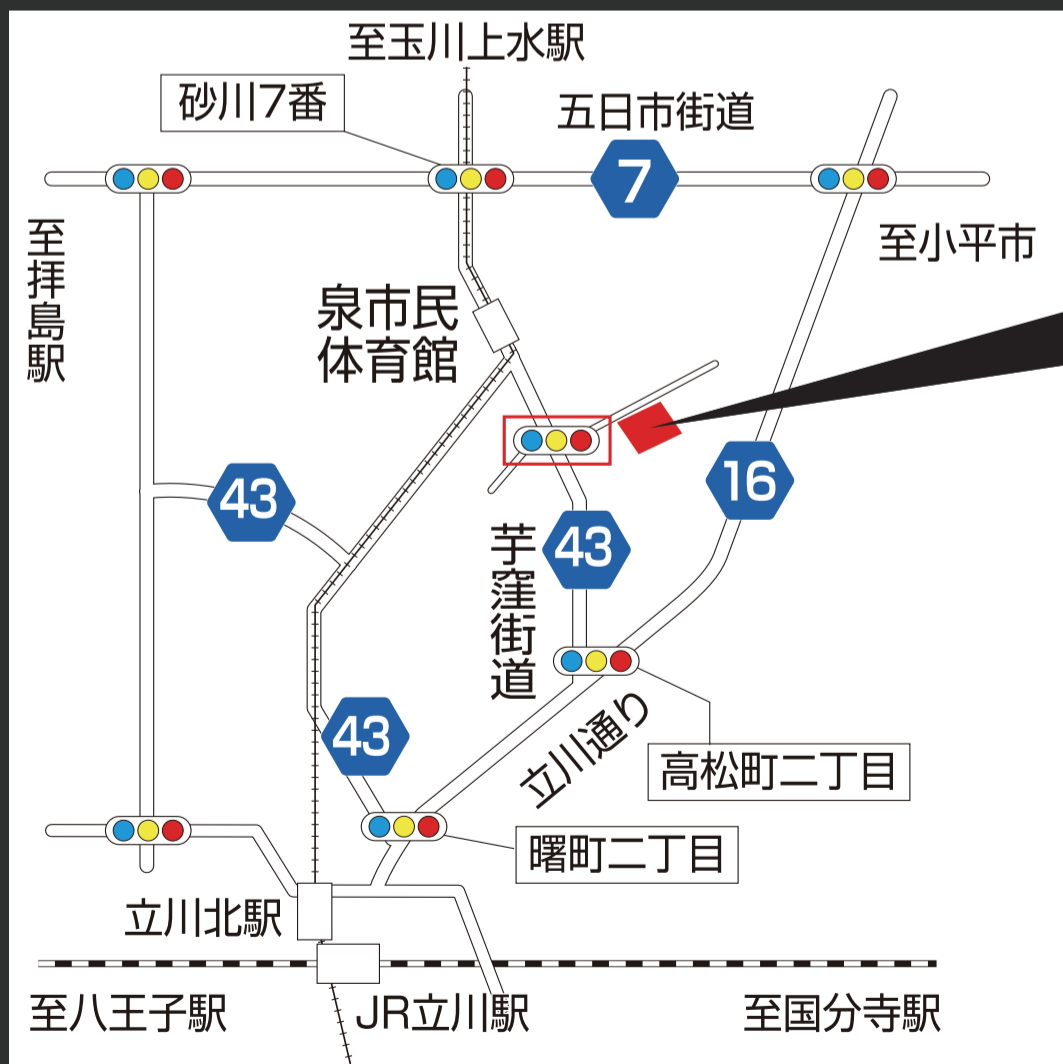 至玉川上水駅
砂川7番
五日市街道
7
至小平市
至拝島駅
泉市民
体育館
43
16
43
芋窪街道
43
立川通り
高松町二丁目
曙町二丁目
立川北駅
至八王子駅
JR立川駅
至国分寺駅